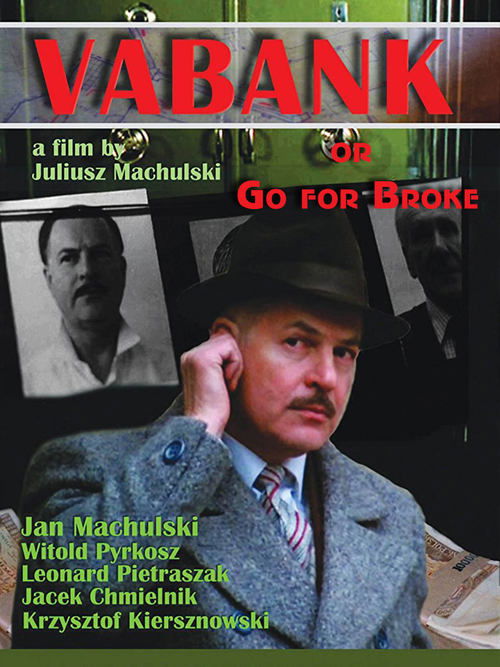 VABANK
a film by
Juliusz Machulski
OR
GO FOR BROKE
Jan Machulski
Witold Pyrkosz
Leonard Pietraszak
Jacek Chmielnik
Krzysztof Kiersznowski